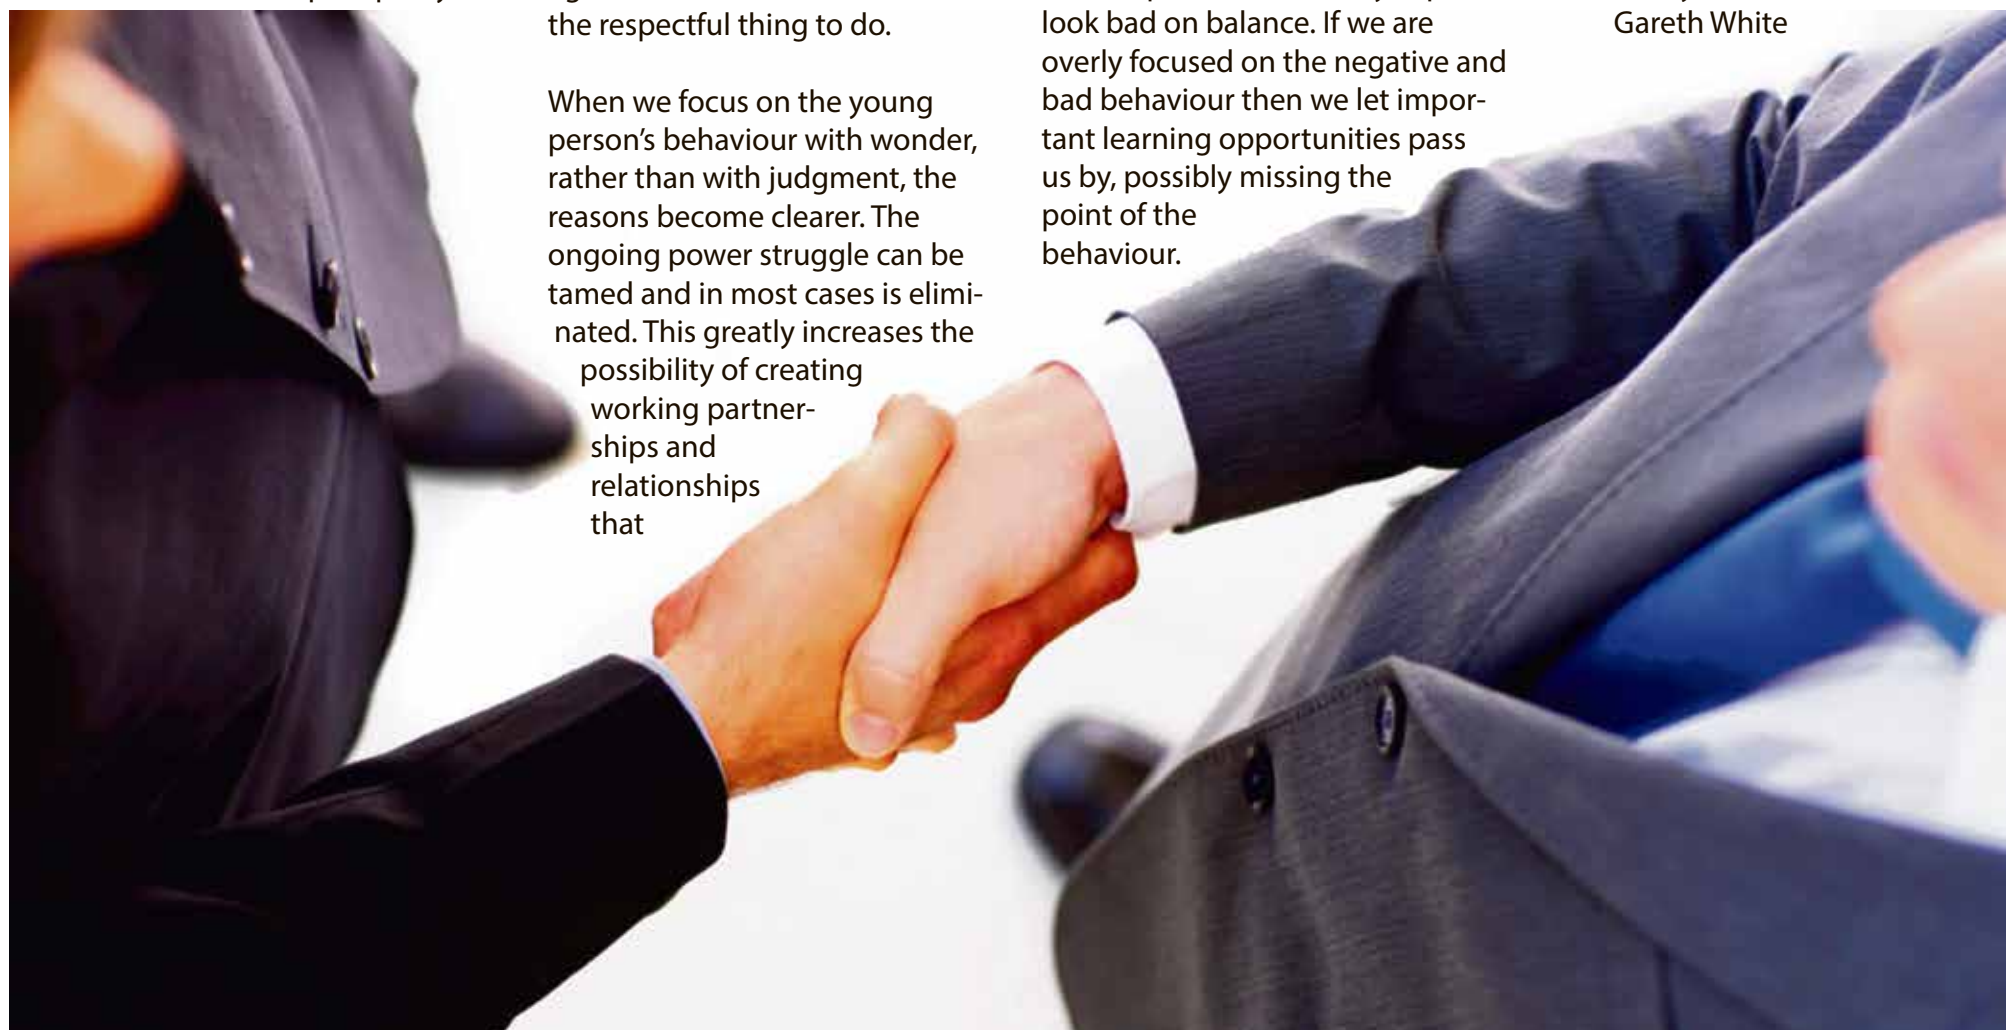 the respectful thing to do.
When we focus on the young
person’s behaviour with wonder,
rather than with judgment, the
reasons become clearer. The
ongoing power struggle can be
tamed and in most cases is elimi-
nated. This greatly increases the
possibility of creating
working partner-
ships and
relationships
that
look bad on balance. If we are
overly focused on the negative and
bad behaviour then we let impor-
tant learning opportunities pass
us by, possibly missing the
point of the
behaviour.
Gareth White